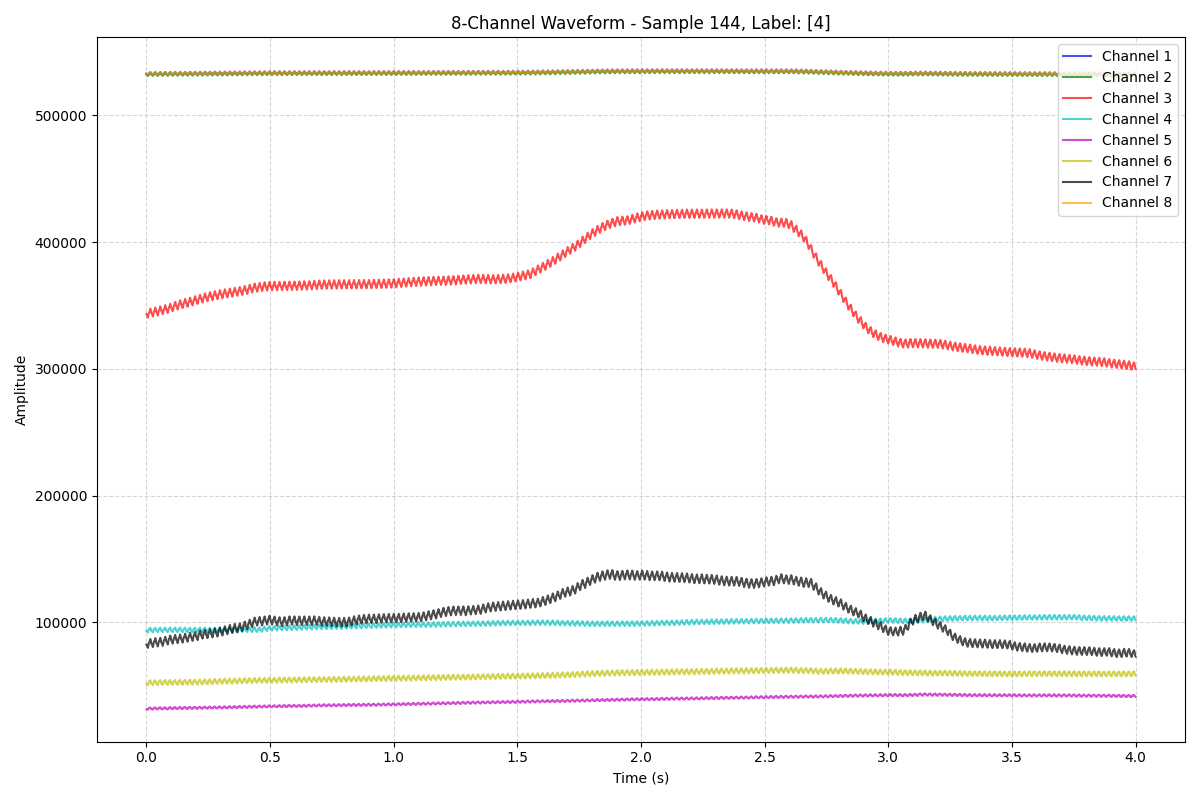 8-Channel Waveform - Sample 144, Label: [4]
Channel 1
Channel 2
Channel 3
Channel 4
Channel 5
Channel 6
Channel 7
Channel 8
500000
400000
300000
200000
100000
Amplitude
0.0 0.5 1.0 1.5 2.0 2.5 3.0 3.5 4.0
Time (s)